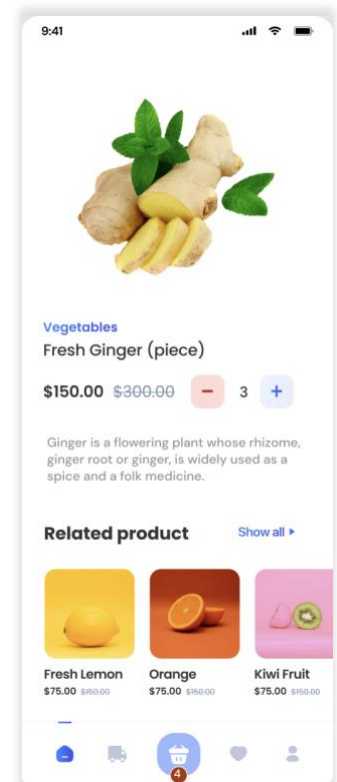 9:41
Vegetables
Fresh Ginger (piece)
$150.00 $300.00 − 3 +
Ginger is a flowering plant whose rhizome,
ginger root or ginger, is widely used as a
spice and a folk medicine.
Related product Show all
Fresh Lemon Orange Kiwi Fruit
$75.00 $150.00 $75.00 $150.00 $75.00 $150.00
4